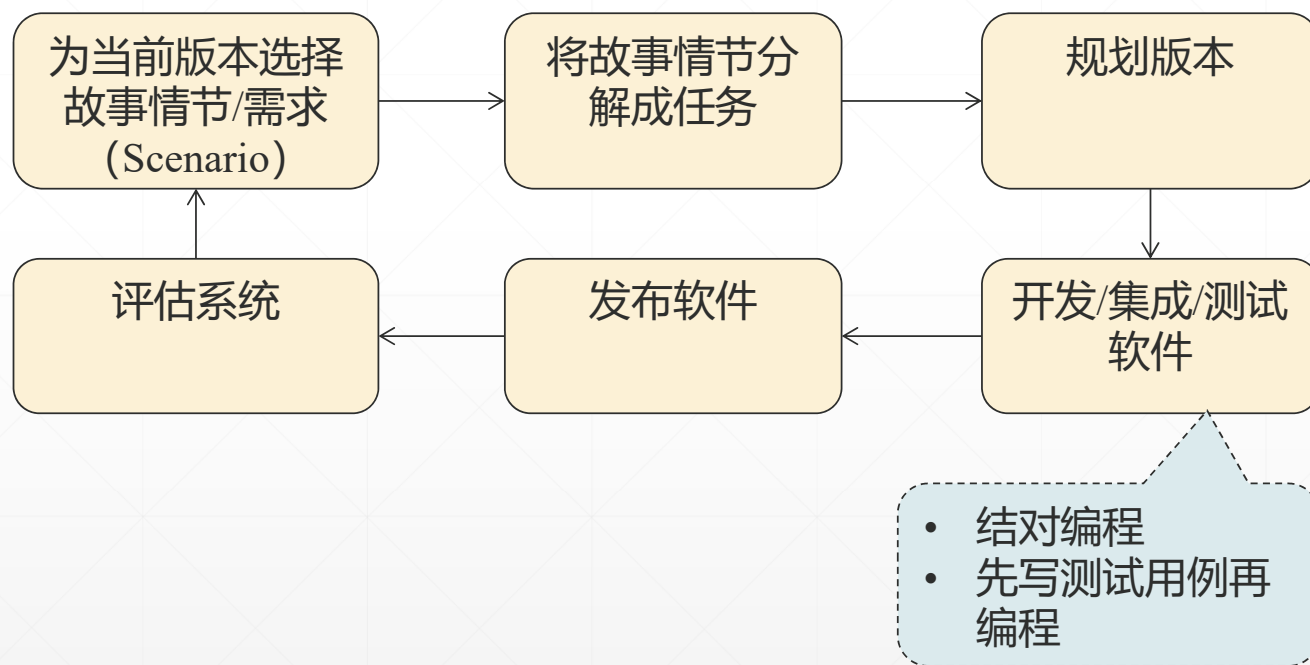 为当前版本选择
故事情节/需求
（Scenario）
将故事情节分
解成任务
规划版本
评估系统
发布软件
开发/集成/测试
软件
• 结对编程
• 先写测试用例再
编程